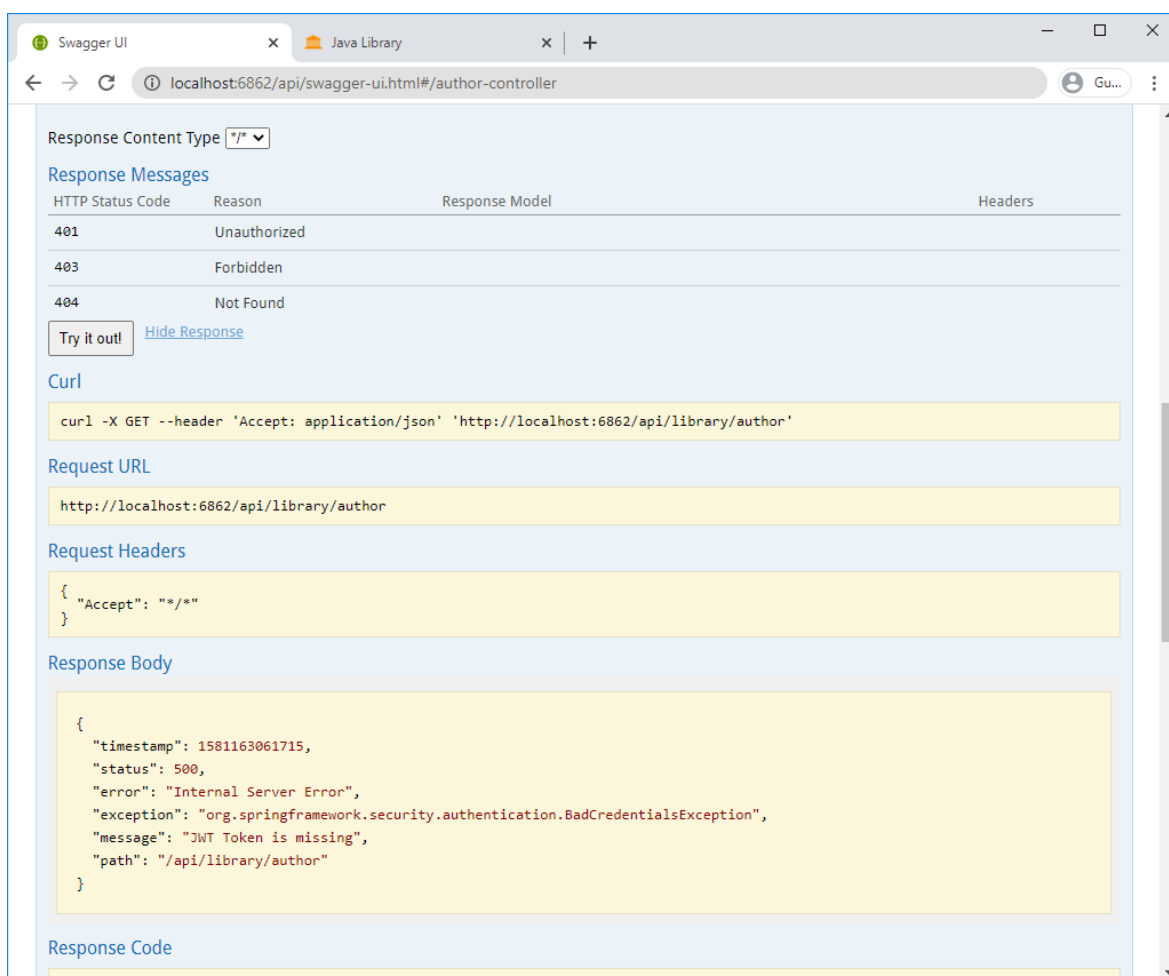 Swagger UI
Java Library
localhost:6862/api/swagger-ui.html#/author-controller
Gu...
Response Content Type */*
Response Messages
HTTP Status Code Reason Response Model Headers
401 Unauthorized
403 Forbidden
404 Not Found
Try it out! Hide Response
Curl
curl -X GET --header 'Accept: application/json' 'http://localhost:6862/api/library/author'
Request URL
http://localhost:6862/api/library/author
Request Headers
{
"Accept": "*/*"
}
Response Body
{
"timestamp": 1581163061715,
"status": 500,
"error": "Internal Server Error",
"exception": "org.springframework.security.authentication.BadCredentialsException",
"message": "JWT Token is missing",
"path": "/api/library/author"
}
Response Code